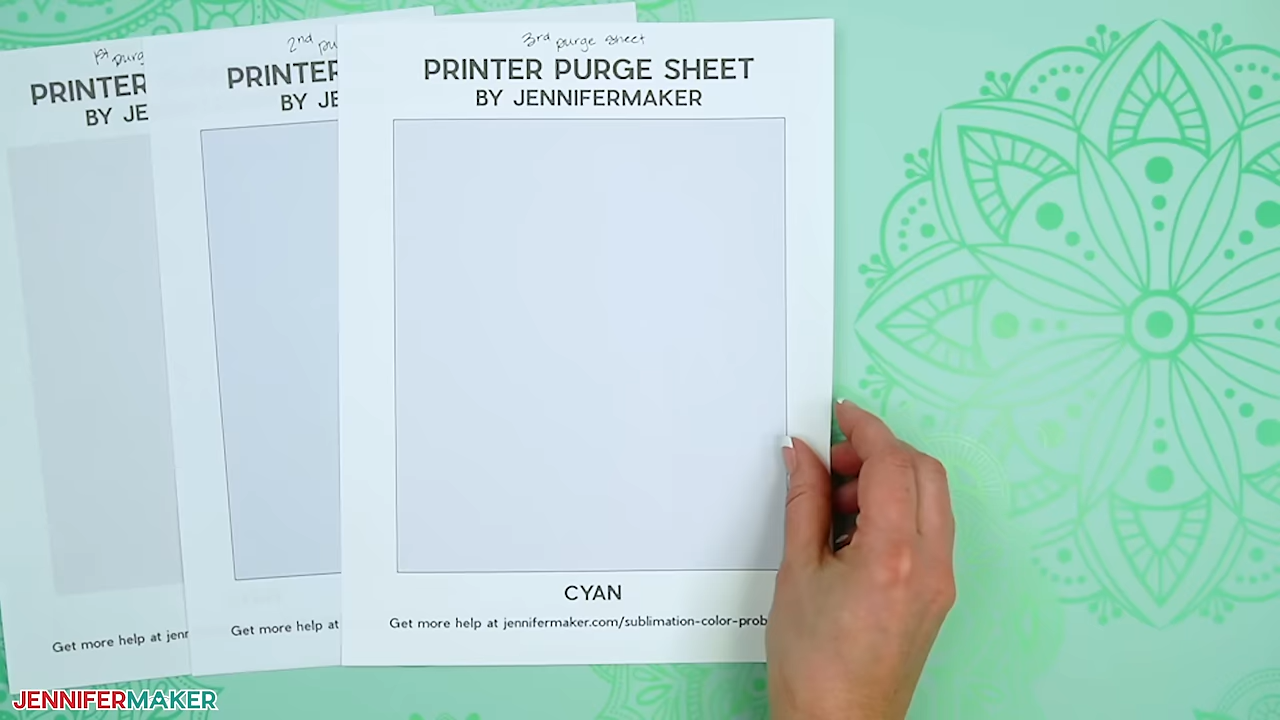 1st purg
PRINTER
BY JE
Get more help at jenn
2nd pu
PRINTER
BY JE
Get more help at
3rd purge sheet
PRINTER PURGE SHEET
BY JENNIFERMAKER
CYAN
Get more help at jennifermaker.com/sublimation-color-prob
JENNIFERMAKER